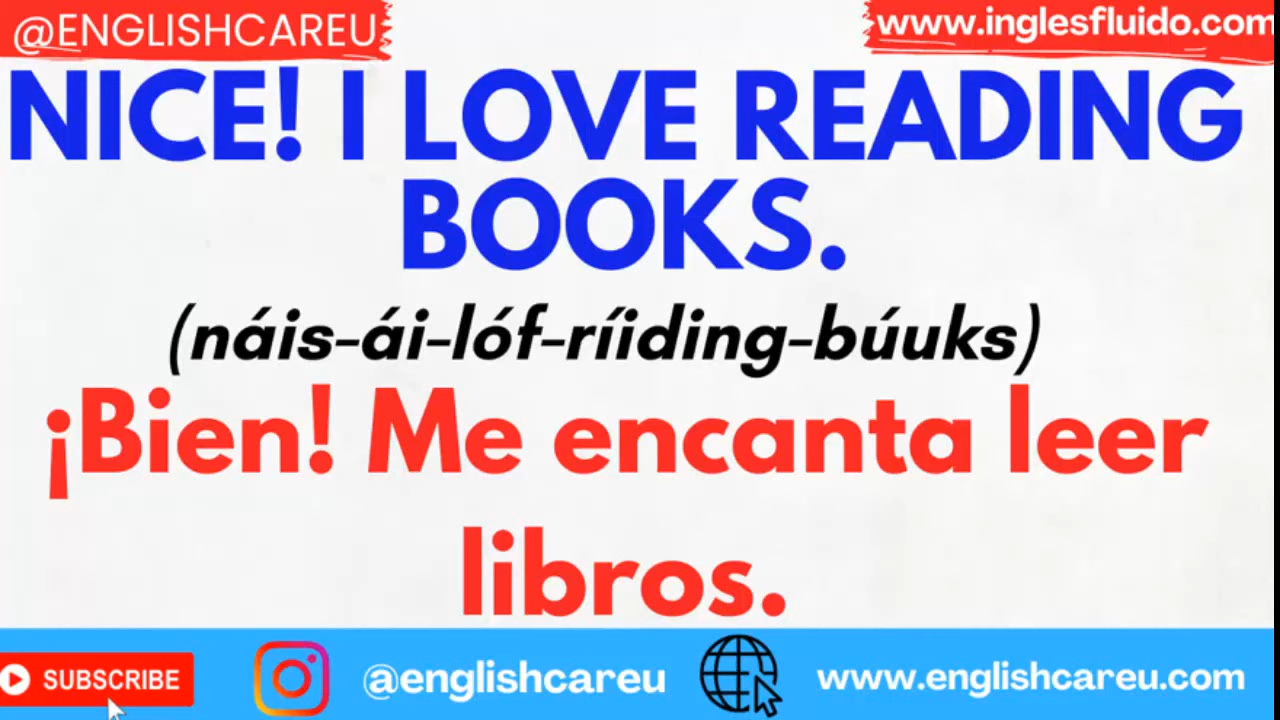 @ENGLISHCAREU
www.inglesfluido.com
NICE! I LOVE READING
BOOKS.
(náis-ái-lóf-ríiding-búuks)
¡Bien! Me encanta leer
libros.
SUBSCRIBE
@englishcareu
www.englishcareu.com